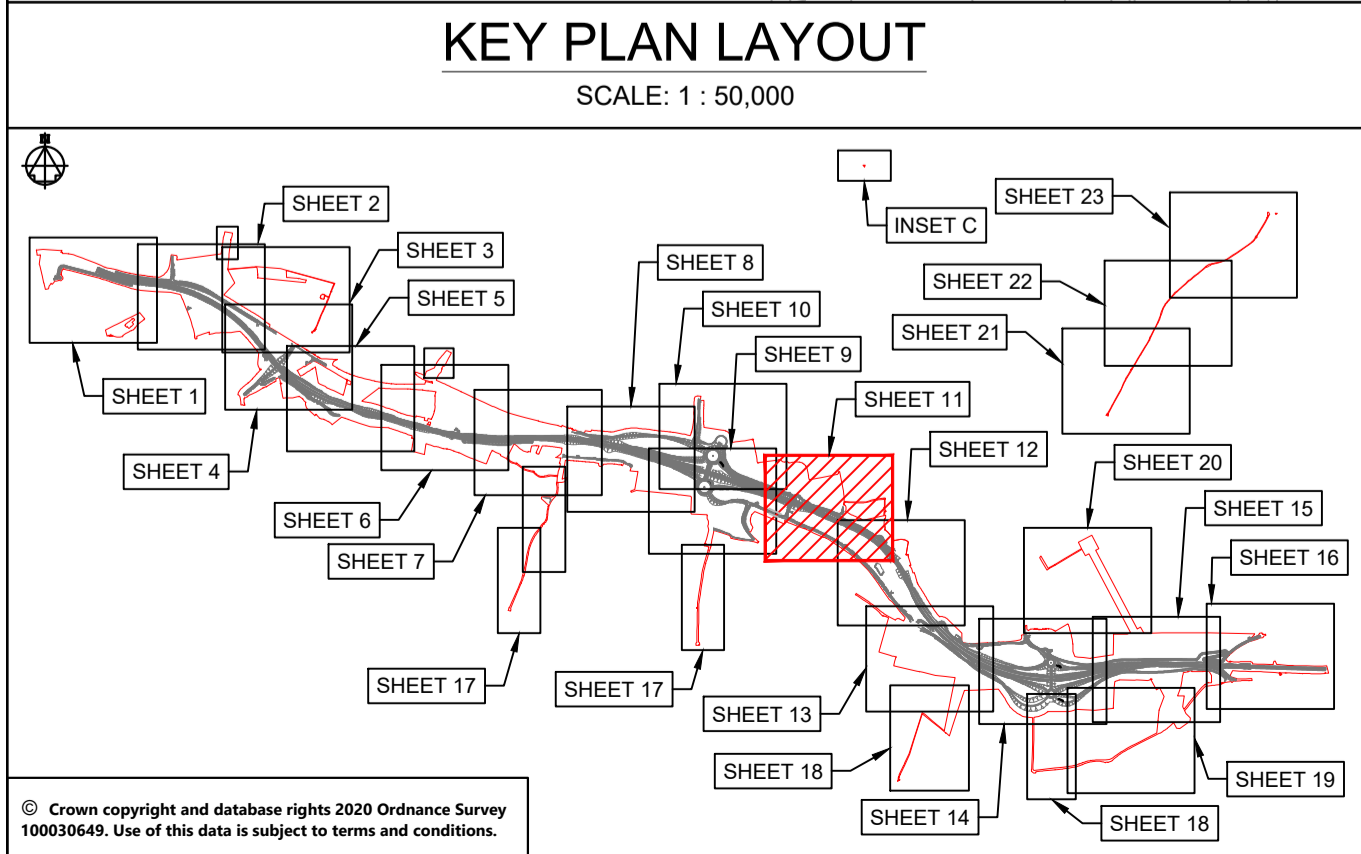 KEY PLAN LAYOUT
SCALE: 1 : 50,000
SHEET 2
SHEET 23
INSET C
SHEET 3
SHEET 8
SHEET 22
SHEET 5
SHEET 10
SHEET 21
SHEET 9
SHEET 1
SHEET 11
SHEET 12
SHEET 20
SHEET 4
SHEET 15
SHEET 6
SHEET 16
SHEET 7
SHEET 17
SHEET 17
SHEET 13
SHEET 18
SHEET 19
SHEET 14
SHEET 18
© Crown copyright and database rights 2020 Ordnance Survey
100030649. Use of this data is subject to terms and conditions.